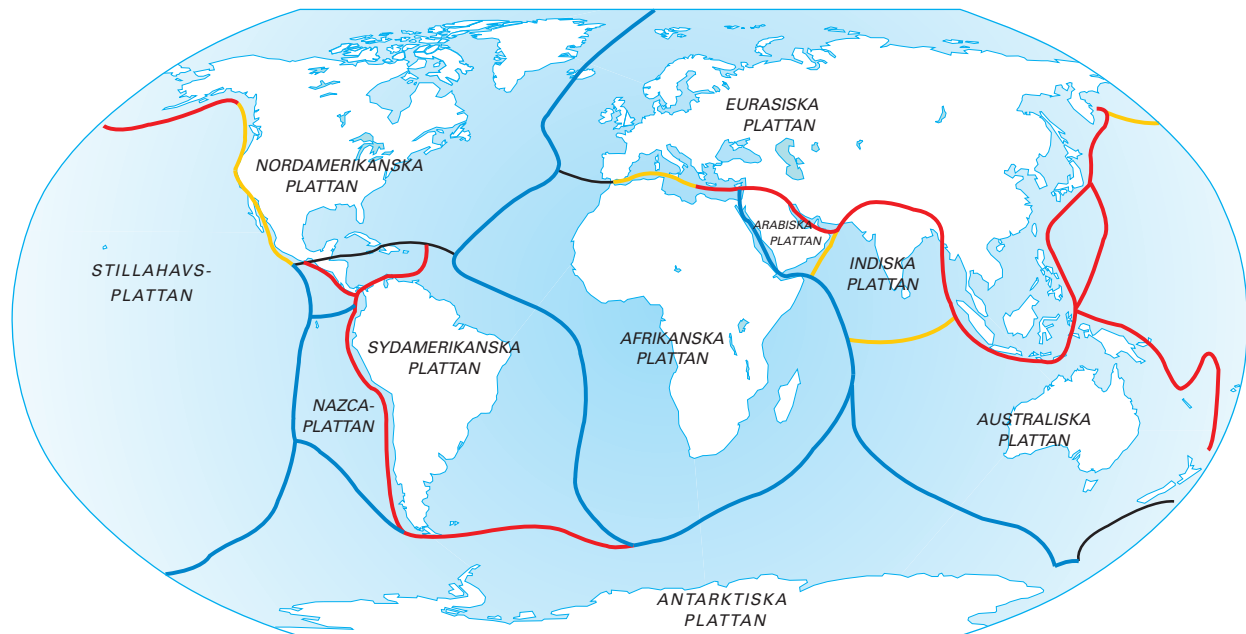 EURASISKA
PLATTAN
NORDAMERIKANSKA
PLATTAN
ARABISKA
PLATTAN
STILLAHAVS-
PLATTAN
INDISKA
PLATTAN
SYDAMERIKANSKA
PLATTAN
AFRIKANSKA
PLATTAN
NAZCA-
PLATTAN
AUSTRALISKA
PLATTAN
ANTARKTISKA
PLATTAN